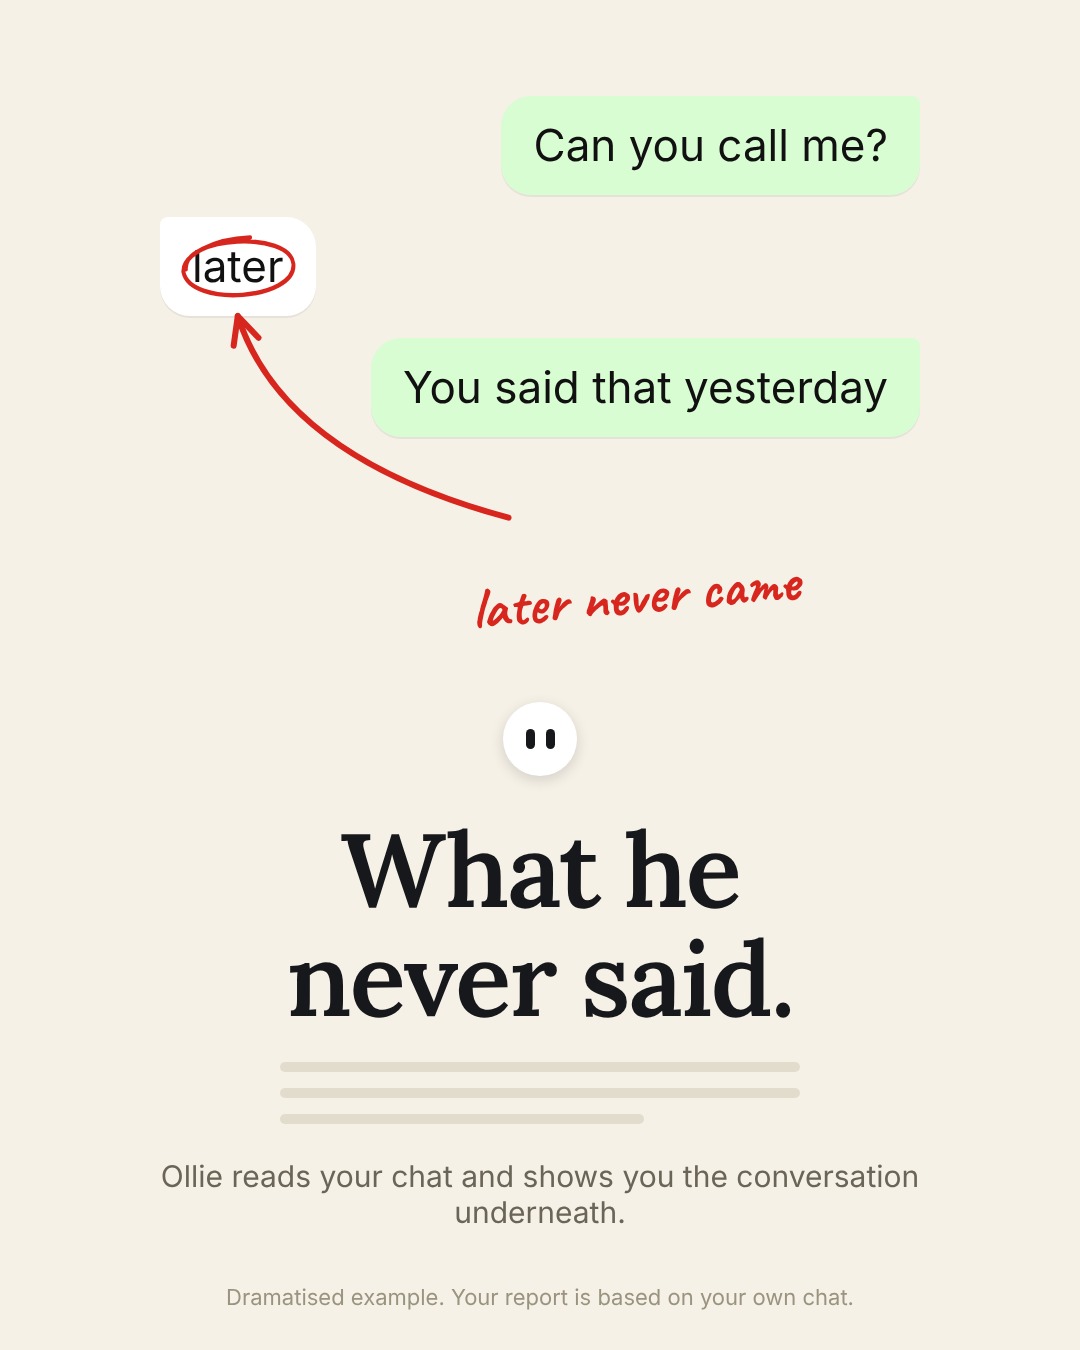 Can you call me?
later
You said that yesterday
later never came
What he
never said.
Ollie reads your chat and shows you the conversation
underneath.
Dramatised example. Your report is based on your own chat.